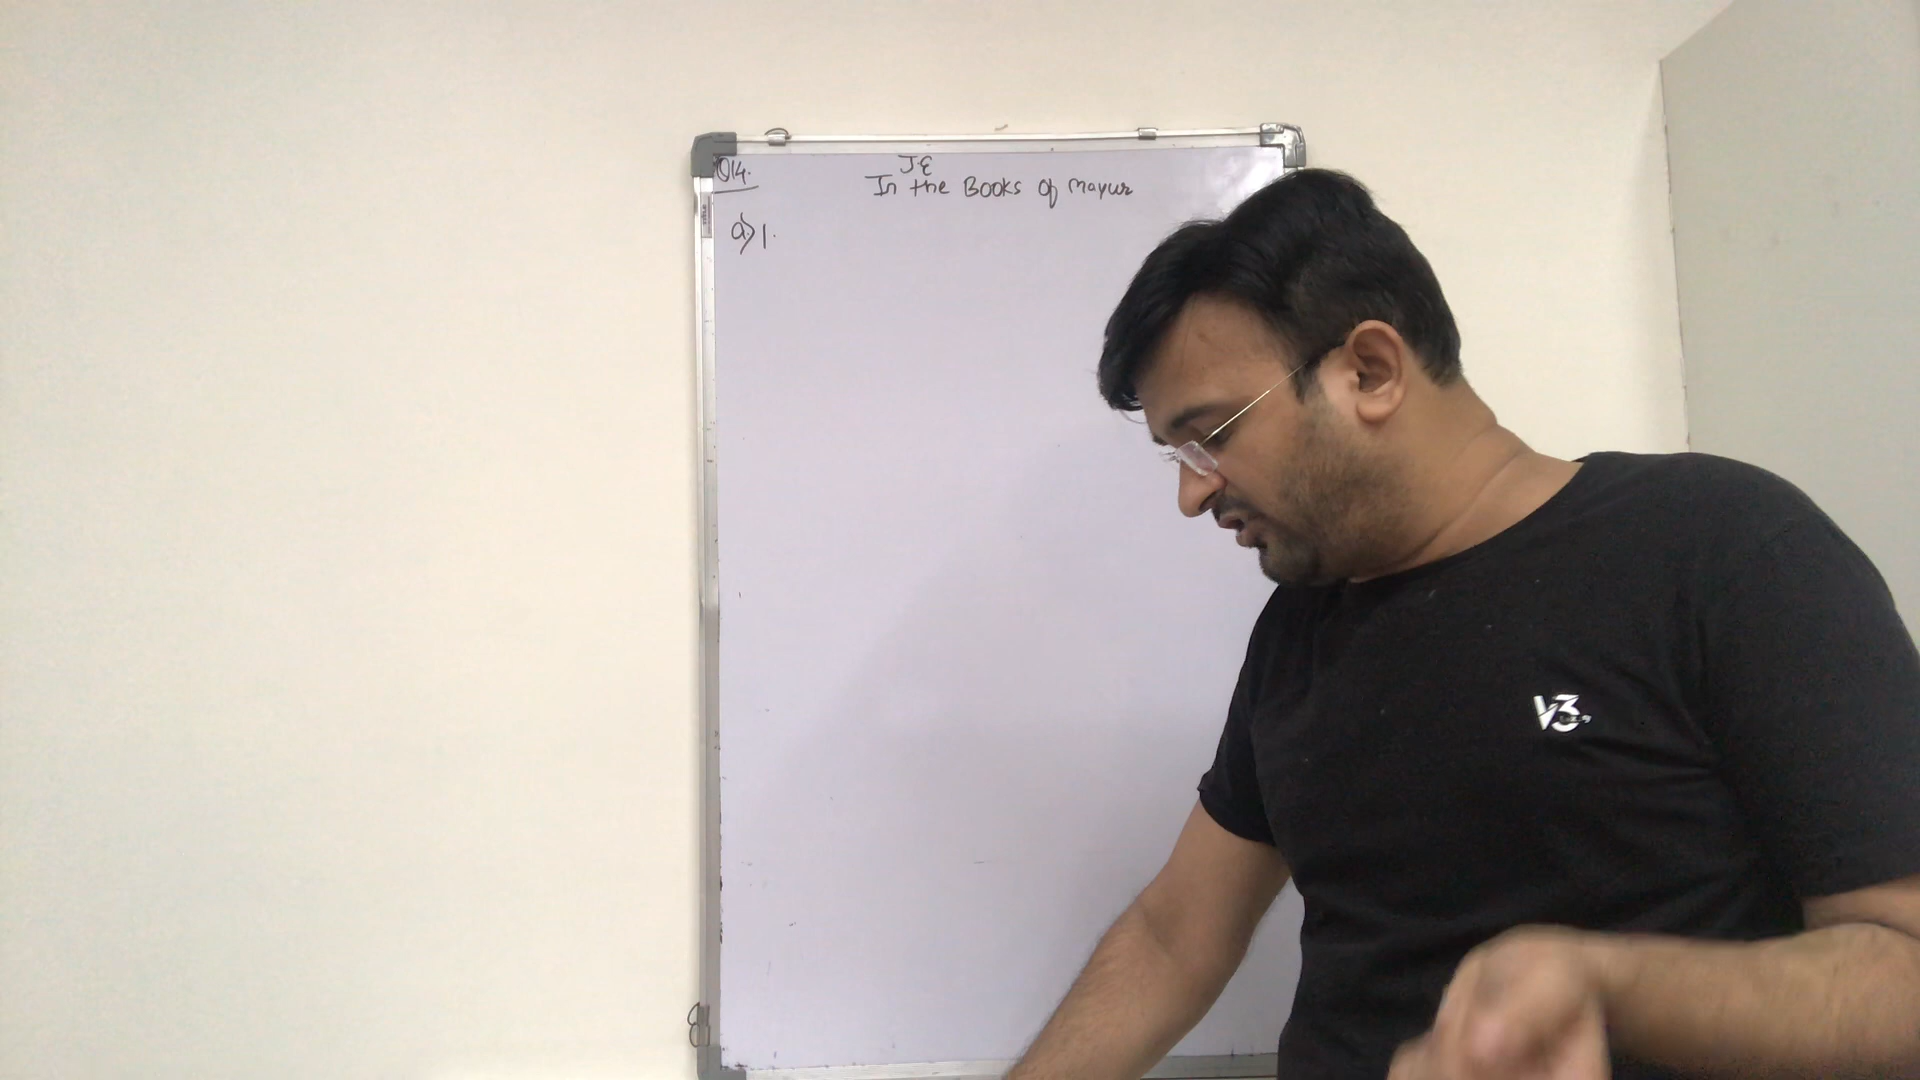 Q14.
J.E
In the Books of Mayur
a) 1.
V3